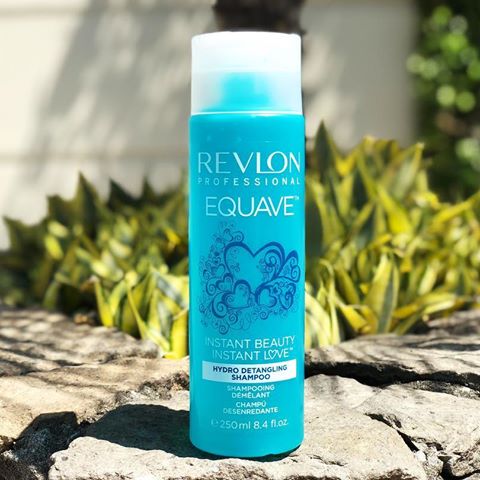 REVLON
PROFESSIONAL
EQUAVE™
INSTANT BEAUTY
INSTANT LOVE™
HYDRO DETANGLING
SHAMPOO
SHAMPOOING
DÉMÊLANT
CHAMPÚ
DESENREDANTE
℮250ml 8.4 fl.oz.